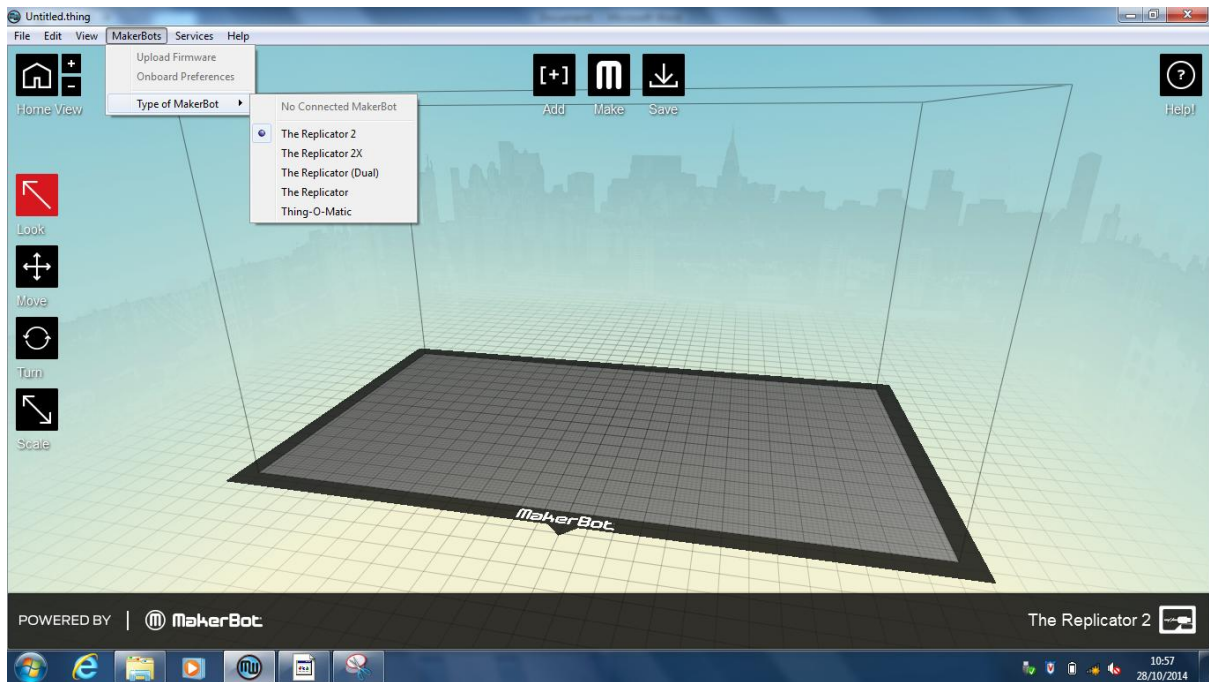 Untitled.thing
File Edit View MakerBots Services Help
Upload Firmware
Onboard Preferences
Type of MakerBot
No Connected MakerBot
The Replicator 2
The Replicator 2X
The Replicator (Dual)
The Replicator
Thing-O-Matic
Home View
[+] Add
Make
Save
?
Help!
Look
Move
Turn
Scale
MakerBot
POWERED BY | MakerBot
The Replicator 2
10:57
28/10/2014